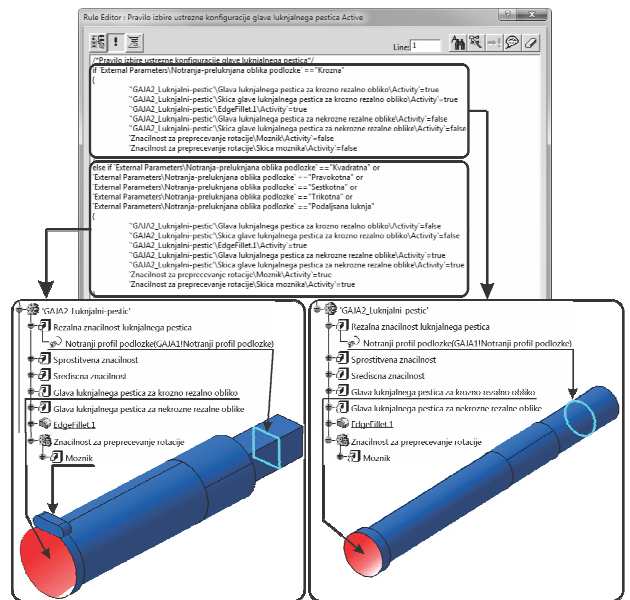 Rule Editor : Pravilo izbire ustrezne konfiguracije glave luknjalnega pestica Active
Line: 1
/*Pravilo izbire ustrezne konfiguracije glave luknjalnega pestica*/
if `External Parameters\Notranja-preluknjana oblika podlozke` =="Krozna"
{
`'GAJA2_Luknjalni-pestic'\Glava luknjalnega pestica za krozno rezalno obliko\Activity`=true
`'GAJA2_Luknjalni-pestic'\Skica glave luknjalnega pestica za krozno rezalno obliko\Activity`=true
`'GAJA2_Luknjalni-pestic'\EdgeFillet.1\Activity`=true
`'GAJA2_Luknjalni-pestic'\Glava luknjalnega pestica za nekrozne rezalno obliko\Activity`=false
`'GAJA2_Luknjalni-pestic'\Skica glave luknjalnega pestica za nekrozne rezalno obliko\Activity`=false
`Znacilnost za preprecevanje rotacije\Moznik\Activity`=false
`Znacilnost za preprecevanje rotacije\Skica moznika\Activity`=false
else if `External Parameters\Notranja-preluknjana oblika podlozke` =="Kvadratna" or
`External Parameters\Notranja-preluknjana oblika podlozke` =="Pravokotna" or
`External Parameters\Notranja-preluknjana oblika podlozke` =="Sestkotna" or
`External Parameters\Notranja-preluknjana oblika podlozke` =="Trikotna" or
`External Parameters\Notranja-preluknjana oblika podlozke` =="Podaljsana luknja"
{
`'GAJA2_Luknjalni-pestic'\Glava luknjalnega pestica za krozno rezalno obliko\Activity`=false
`'GAJA2_Luknjalni-pestic'\Skica glave luknjalnega pestica za krozno rezalno obliko\Activity`=false
`'GAJA2_Luknjalni-pestic'\EdgeFillet.1\Activity`=true
`'GAJA2_Luknjalni-pestic'\Glava luknjalnega pestica za nekrozne rezalno obliko\Activity`=true
`'GAJA2_Luknjalni-pestic'\Skica glave luknjalnega pestica za nekrozne rezalno obliko\Activity`=true
`Znacilnost za preprecevanje rotacije\Moznik\Activity`=true
`Znacilnost za preprecevanje rotacije\Skica moznika\Activity`=true
'GAJA2_Luknjalni-pestic'
Rezalna znacilnost luknjalnega pestica
Notranji profil podlozke(GAJA1!Notranji profil podlozke)
Sprostitvena znacilnost
Srediscna znacilnost
Glava luknjalnega pestica za krozno rezalno obliko
Glava luknjalnega pestica za nekrozne rezalne oblike
EdgeFillet.1
Znacilnost za preprecevanje rotacije
Moznik
'GAJA2_Luknjalni pestic'
Rezalna znacilnost luknjalnega pestica
Notranji profil podlozke(GAJA1!Notranji profil podlozke)
Sprostitvena znacilnost
Srediscna znacilnost
Glava luknjalnega pestica za krozno rezalno obliko
Glava luknjalnega pestica za nekrozne rezalne oblike
EdgeFillet.1
Znacilnost za preprecevanje rotacije
Moznik